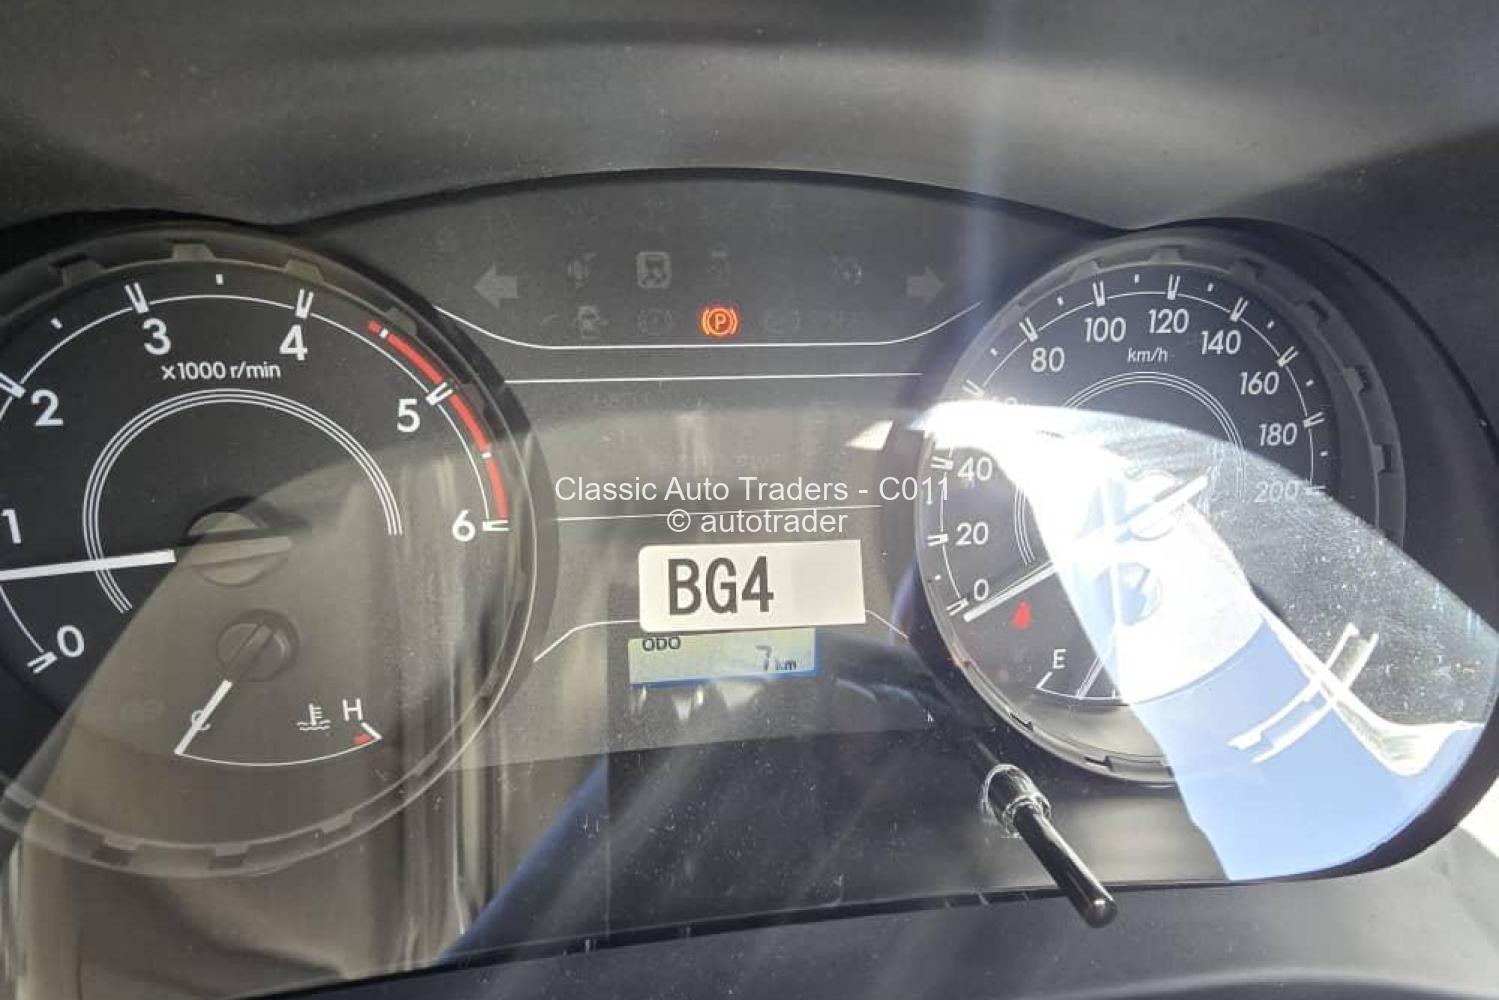 3
4
2
x1000 r/min
5
1
6
0
C
H
P
100
120
80
km/h
140
160
180
40
200
20
0
E
Classic Auto Traders - C011
© autotrader
BG4
ODO
7 km